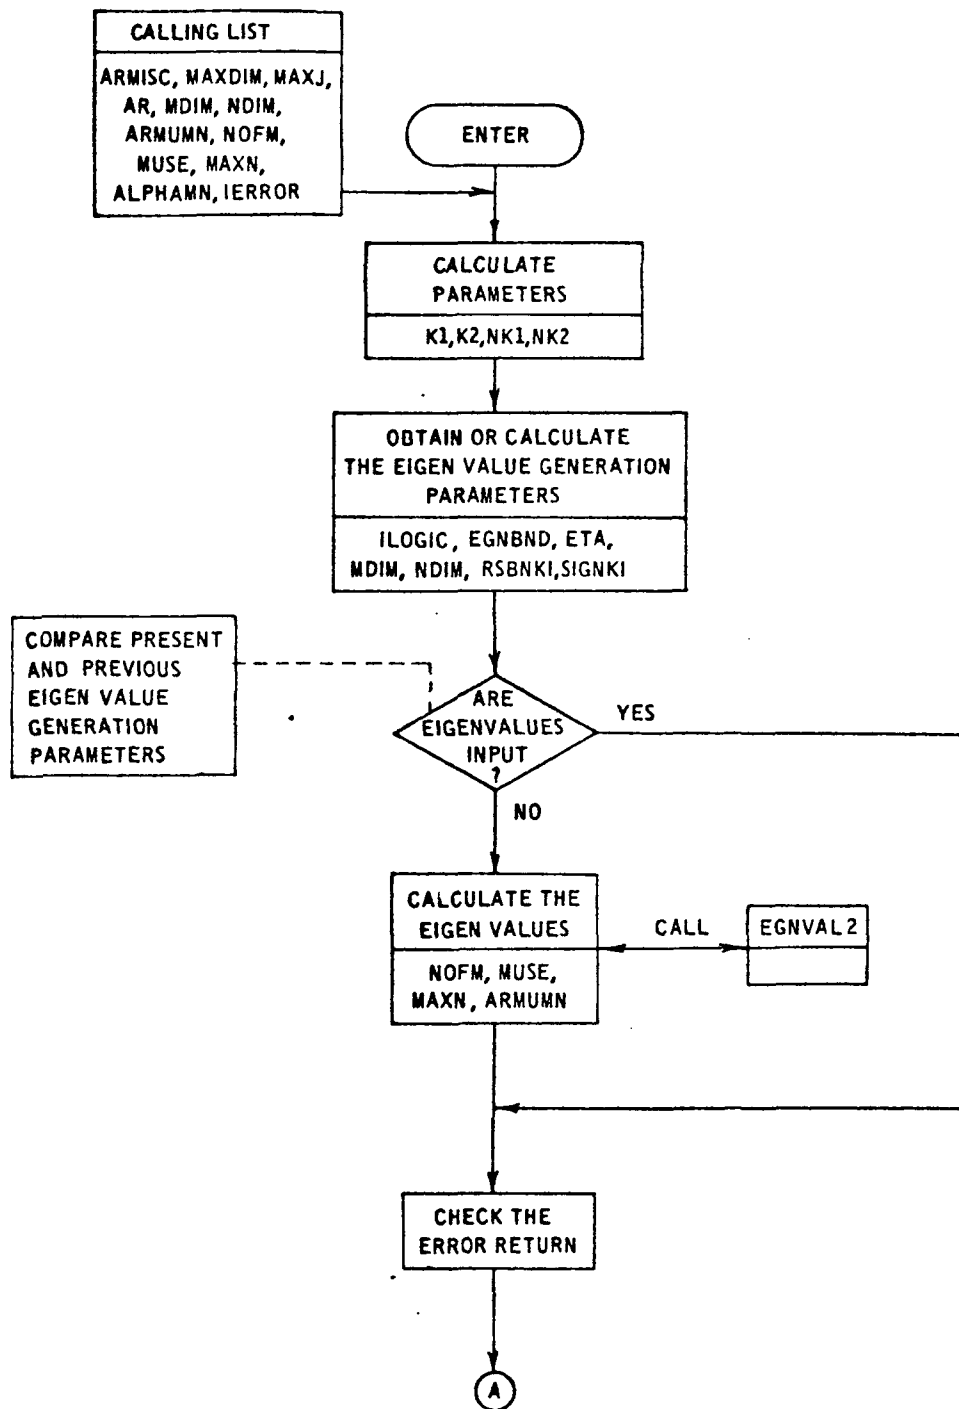 CALLING LIST
ARMISC, MAXDIM, MAXJ,
AR, MDIM, NDIM,
ARMUMN, NOFM,
MUSE, MAXN,
ALPHAMN, IERROR
ENTER
CALCULATE
PARAMETERS
K1,K2,NK1,NK2
OBTAIN OR CALCULATE
THE EIGEN VALUE GENERATION
PARAMETERS
ILOGIC, EGNBND, ETA,
MDIM, NDIM, RSBNKI,SIGNKI
COMPARE PRESENT
AND PREVIOUS
EIGEN VALUE
GENERATION
PARAMETERS
ARE
EIGENVALUES
INPUT
?
YES
NO
CALCULATE THE
EIGEN VALUES
NOFM, MUSE,
MAXN, ARMUMN
CALL
EGNVAL2
CHECK THE
ERROR RETURN
A